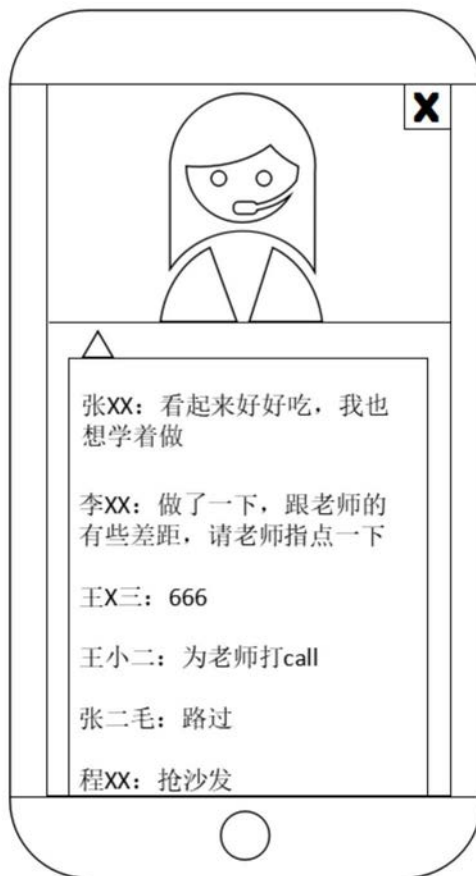 X
张XX：看起来好好吃，我也
想学着做
李XX：做了一下，跟老师的
有些差距，请老师指点一下
王X三：666
王小二：为老师打call
张二毛：路过
程XX：抢沙发